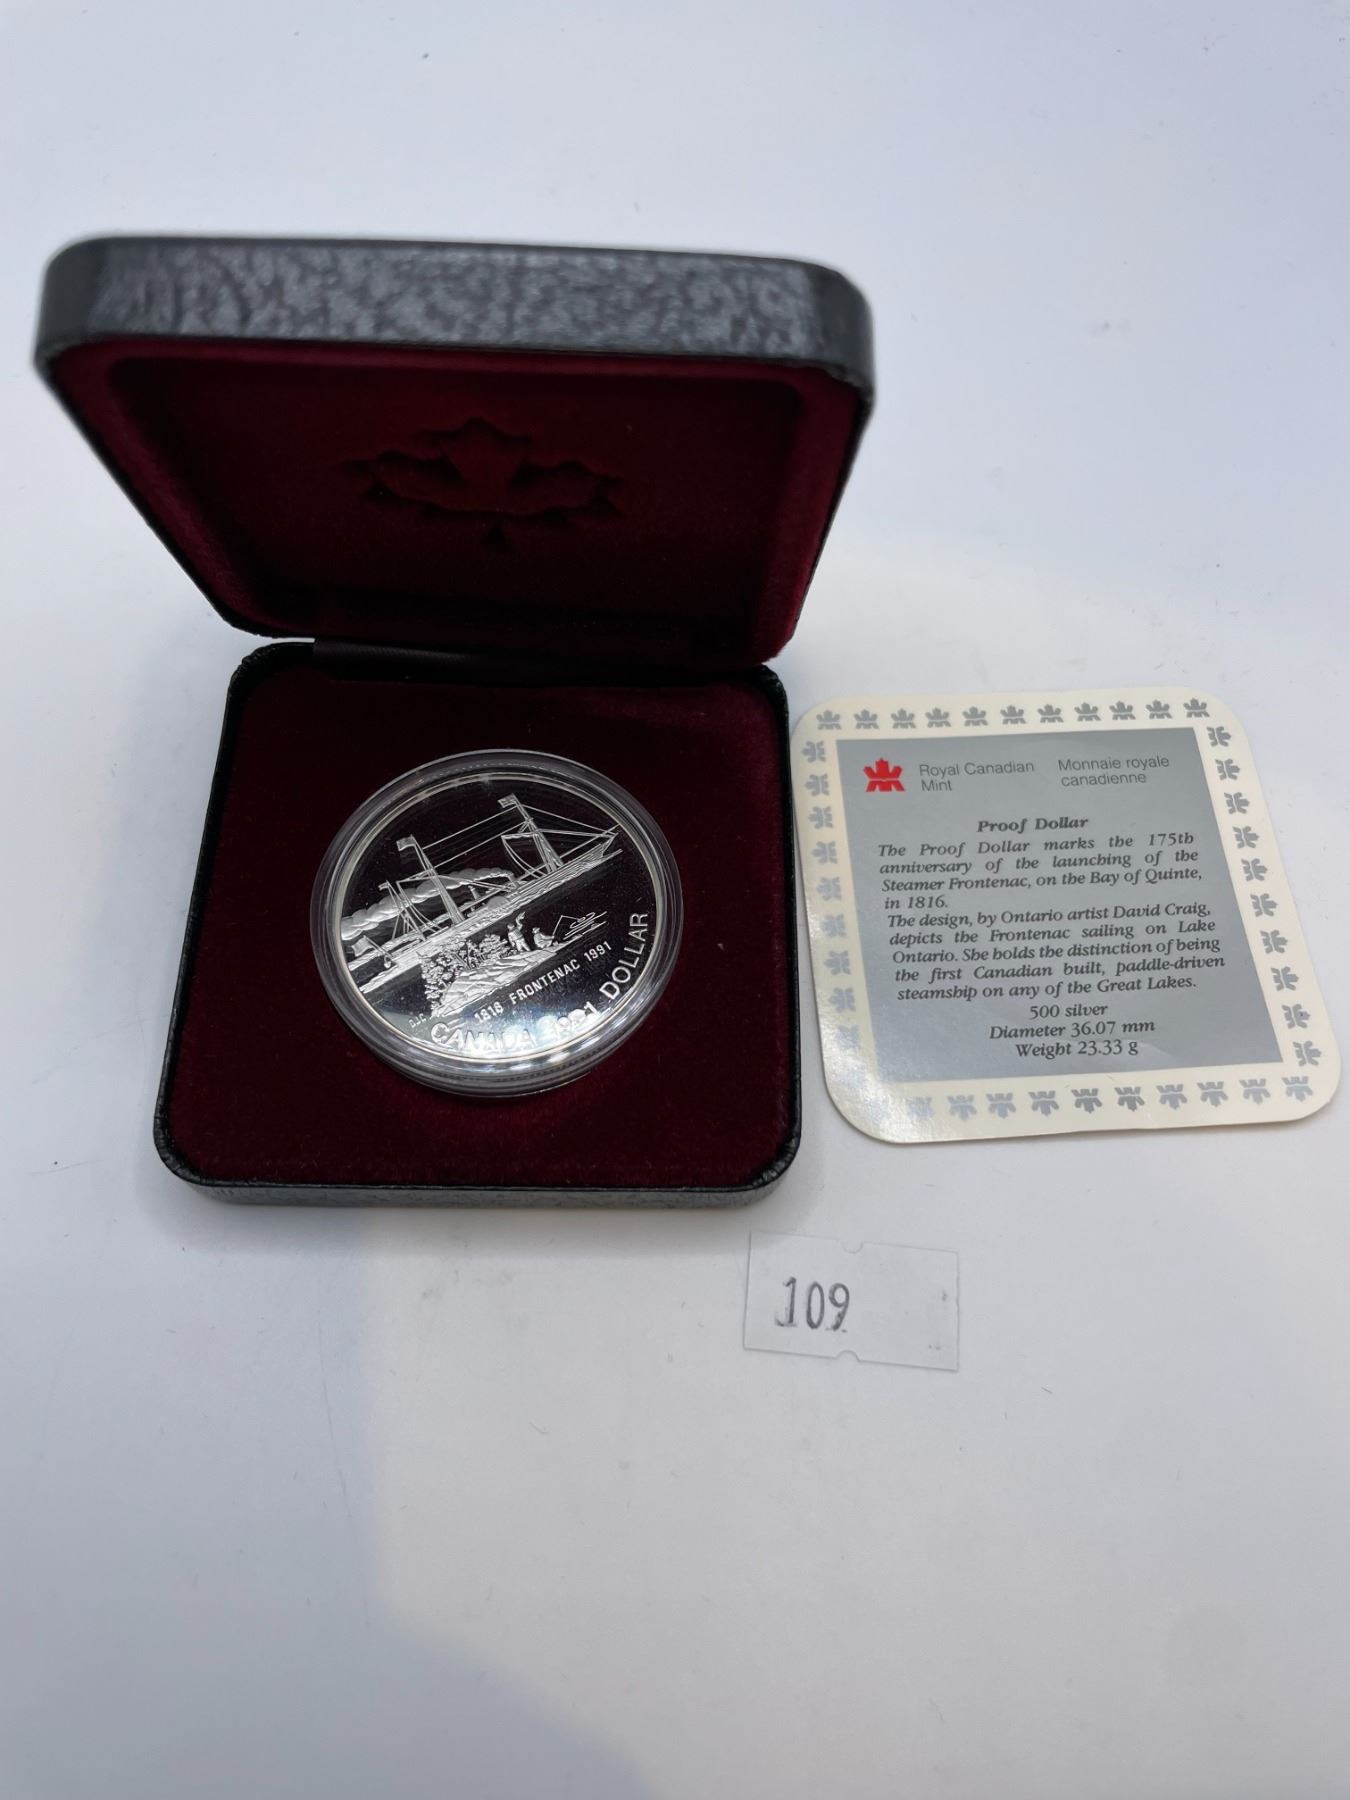 1816 FRONTENAC 1991
DJC
CANADA 1991 DOLLAR
Royal Canadian Mint
Monnaie royale canadienne
Proof Dollar
The Proof Dollar marks the 175th
anniversary of the launching of the
Steamer Frontenac, on the Bay of Quinte,
in 1816.
The design, by Ontario artist David Craig,
depicts the Frontenac sailing on Lake
Ontario. She holds the distinction of being
the first Canadian built, paddle-driven
steamship on any of the Great Lakes.
500 silver
Diameter 36.07 mm
Weight 23.33 g
109